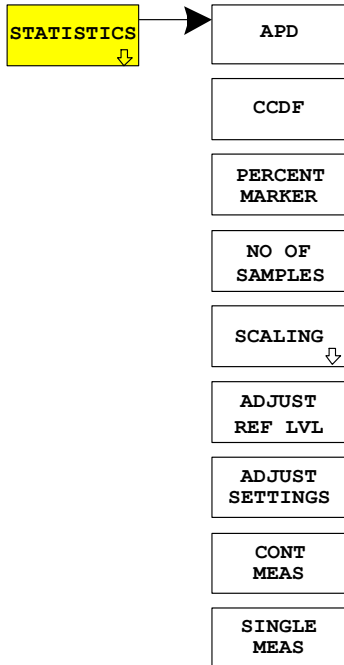 STATISTICS
APD
CCDF
PERCENT
MARKER
NO OF
SAMPLES
SCALING
ADJUST
REF LVL
ADJUST
SETTINGS
CONT
MEAS
SINGLE
MEAS